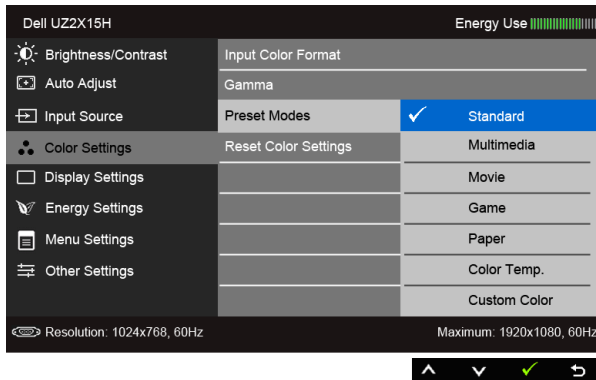 Dell UZ2X15H Energy Use
Brightness/Contrast Input Color Format
Auto Adjust Gamma
Input Source Preset Modes Standard
Color Settings Reset Color Settings Multimedia
Display Settings Movie
Energy Settings Game
Menu Settings Paper
Other Settings Color Temp.
Custom Color
Resolution: 1024x768, 60Hz Maximum: 1920x1080, 60Hz